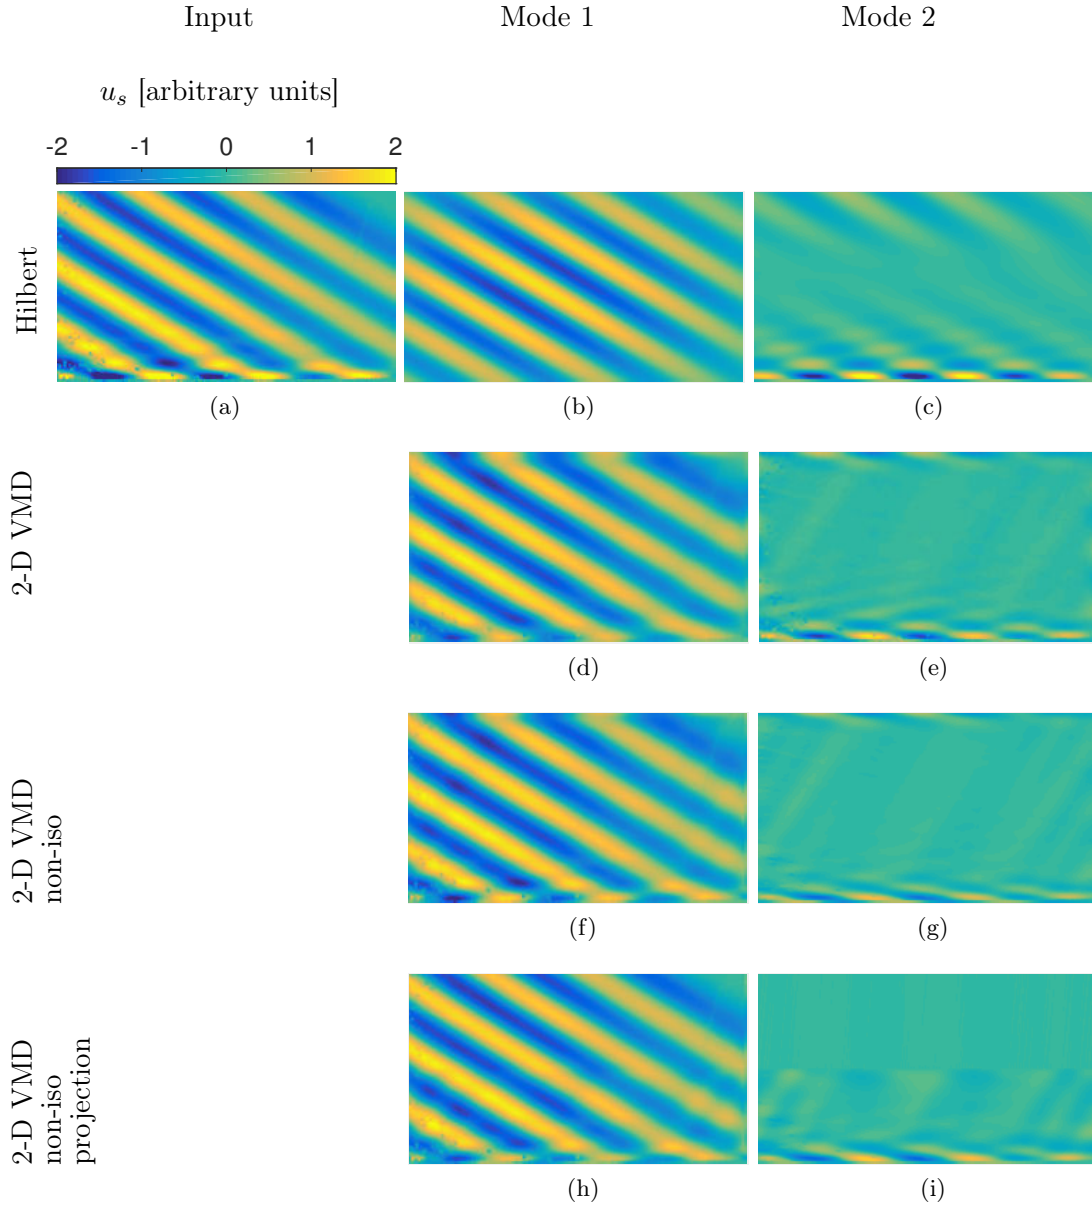 Input Mode 1 Mode 2
u_s [arbitrary units]
-2 -1 0 1 2
Hilbert
(a) (b) (c)
2-D VMD
(d) (e)
2-D VMD
non-iso
(f) (g)
2-D VMD
non-iso
projection
(h) (i)